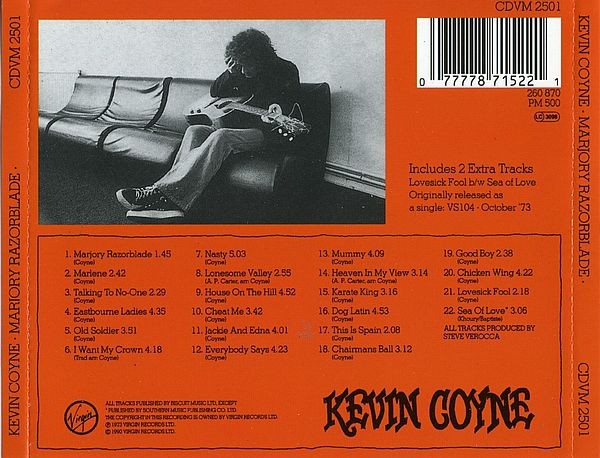 CDVM 2501
KEVIN COYNE · MARJORY RAZORBLADE ·
CDVM 2501
0 77778 71522 1
260 870
PM 500
LC 3098
Includes 2 Extra Tracks
Lovesick Fool b/w Sea of Love
Originally released as
a single: VS104 · October '73
1. Marjory Razorblade 1.45
(Coyne)
2. Marlene 2.42
(Coyne)
3. Talking To No-One 2.29
(Coyne)
4. Eastbourne Ladies 4.35
(Coyne)
5. Old Soldier 3.51
(Coyne)
6. I Want My Crown 4.18
(Trad arr Coyne)
7. Nasty 5.03
(Coyne)
8. Lonesome Valley 2.55
(A. P. Carter, arr Coyne)
9. House On The Hill 4.52
(Coyne)
10. Cheat Me 3.42
(Coyne)
11. Jackie And Edna 4.01
(Coyne)
12. Everybody Says 4.23
(Coyne)
13. Mummy 4.09
(Coyne)
14. Heaven In My View 3.14
(A. P. Carter, arr Coyne)
15. Karate King 3.16
(Coyne)
16. Dog Latin 4.53
(Coyne)
17. This Is Spain 2.08
(Coyne)
18. Chairmans Ball 3.12
(Coyne)
19. Good Boy 2.38
(Coyne)
20. Chicken Wing 4.22
(Coyne)
21. Lovesick Fool 2.18
(Coyne)
22. Sea Of Love* 3.06
(Khoury/Baptiste)
ALL TRACKS PRODUCED BY
STEVE VEROCCA
Virgin
ALL TRACKS PUBLISHED BY BISCUIT MUSIC LTD, EXCEPT
* PUBLISHED BY SOUTHERN MUSIC PUBLISHING CO. LTD.
THE COPYRIGHT IN THIS RECORDING IS OWNED BY VIRGIN RECORDS LTD.
℗ 1973 VIRGIN RECORDS LTD.
© 1990 VIRGIN RECORDS LTD.
KEVIN COYNE
KEVIN COYNE · MARJORY RAZORBLADE ·
CDVM 2501